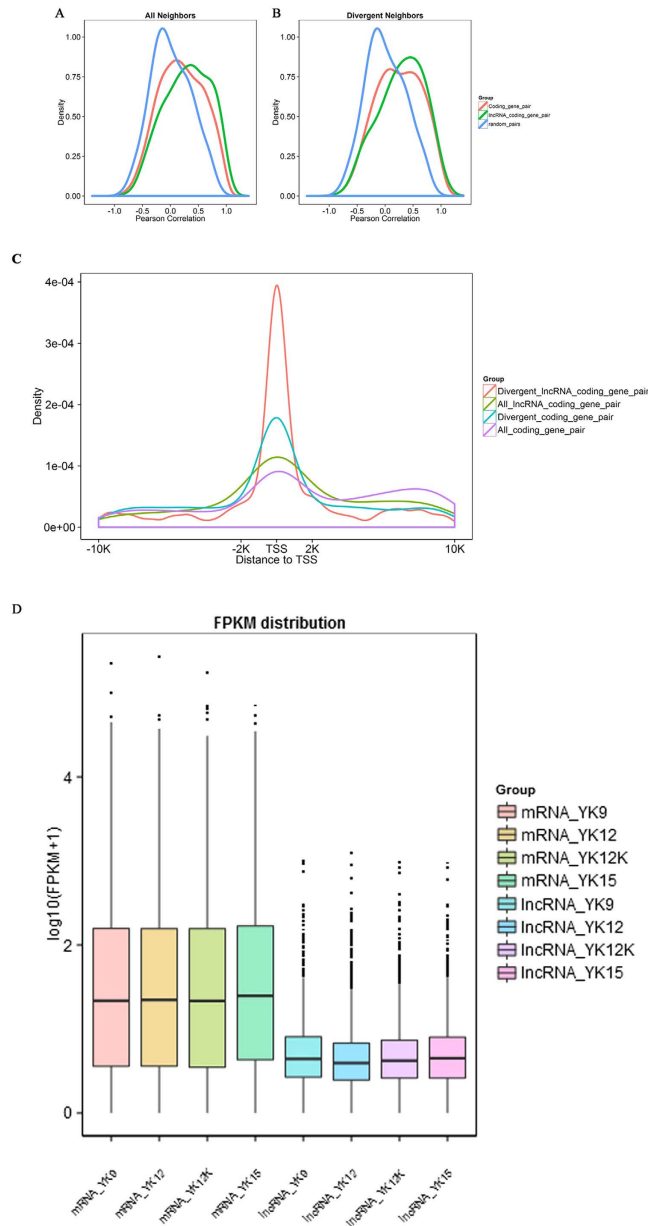 A
All Neighbors
1.00
0.75
0.50
0.25
0.00
Density
-1.0 -0.5 0.0 0.5 1.0
Pearson Correlation
B
Divergent Neighbors
1.00
0.75
0.50
0.25
0.00
Density
-1.0 -0.5 0.0 0.5 1.0
Pearson Correlation
Group
Coding_gene_pair
lncRNA_coding_gene_pair
random_pairs
C
4e-04
3e-04
2e-04
1e-04
0e+00
Density
-10K -2K TSS 2K 10K
Distance to TSS
Group
Divergent_lncRNA_coding_gene_pair
All_lncRNA_coding_gene_pair
Divergent_coding_gene_pair
All_coding_gene_pair
D
FPKM distribution
4
2
0
log10(FPKM+1)
mRNA_YK9 mRNA_YK12 mRNA_YK12K mRNA_YK15 lncRNA_YK9 lncRNA_YK12 lncRNA_YK12K lncRNA_YK15
Group
mRNA_YK9
mRNA_YK12
mRNA_YK12K
mRNA_YK15
lncRNA_YK9
lncRNA_YK12
lncRNA_YK12K
lncRNA_YK15